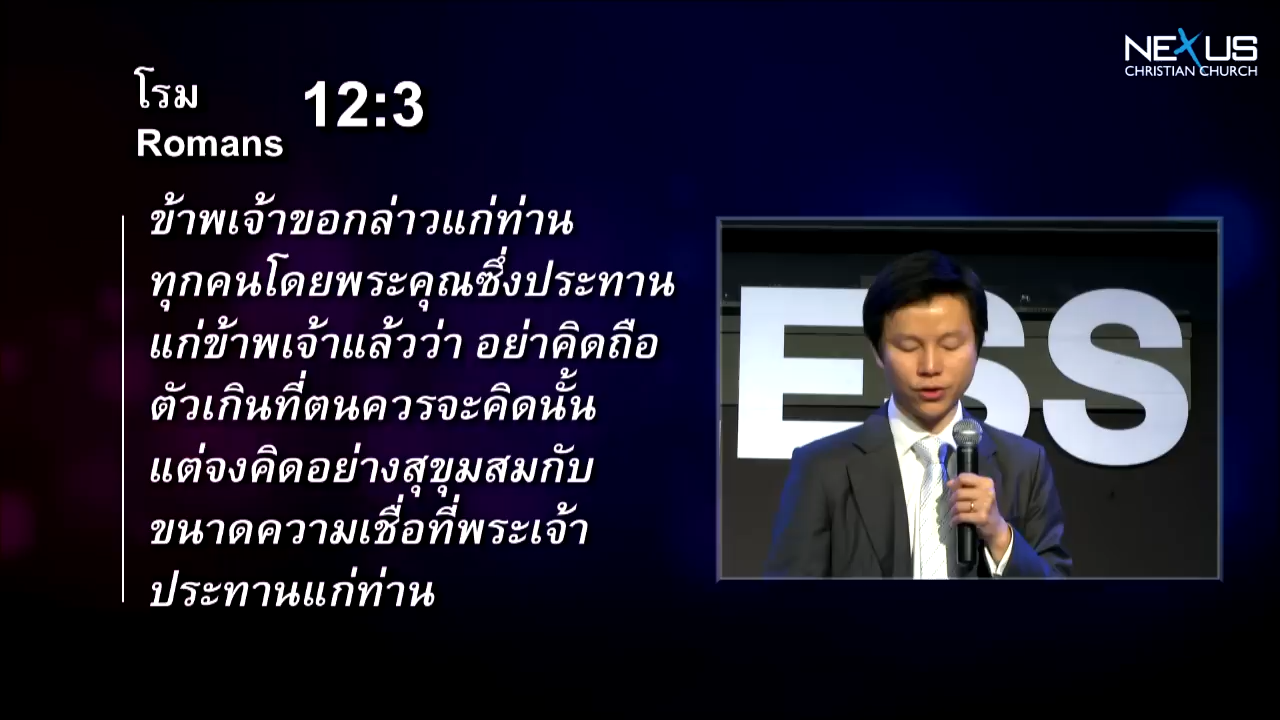 NEXUS
CHRISTIAN CHURCH
โรม
Romans
12:3
ข้าพเจ้าขอกล่าวแก่ท่าน
ทุกคนโดยพระคุณซึ่งประทาน
แก่ข้าพเจ้าแล้วว่า อย่าคิดถือ
ตัวเกินที่ตนควรจะคิดนั้น
แต่จงคิดอย่างสุขุมสมกับ
ขนาดความเชื่อที่พระเจ้า
ประทานแก่ท่าน
ESS